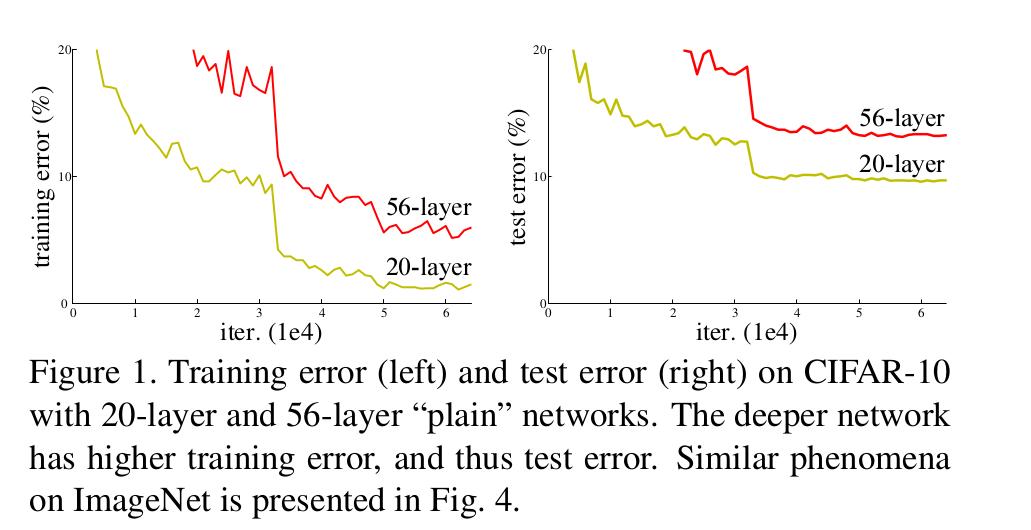 20
10
0
training error (%)
56-layer
20-layer
0 1 2 3 4 5 6
iter. (1e4)
20
10
0
test error (%)
56-layer
20-layer
0 1 2 3 4 5 6
iter. (1e4)
Figure 1. Training error (left) and test error (right) on CIFAR-10
with 20-layer and 56-layer “plain” networks. The deeper network
has higher training error, and thus test error. Similar phenomena
on ImageNet is presented in Fig. 4.